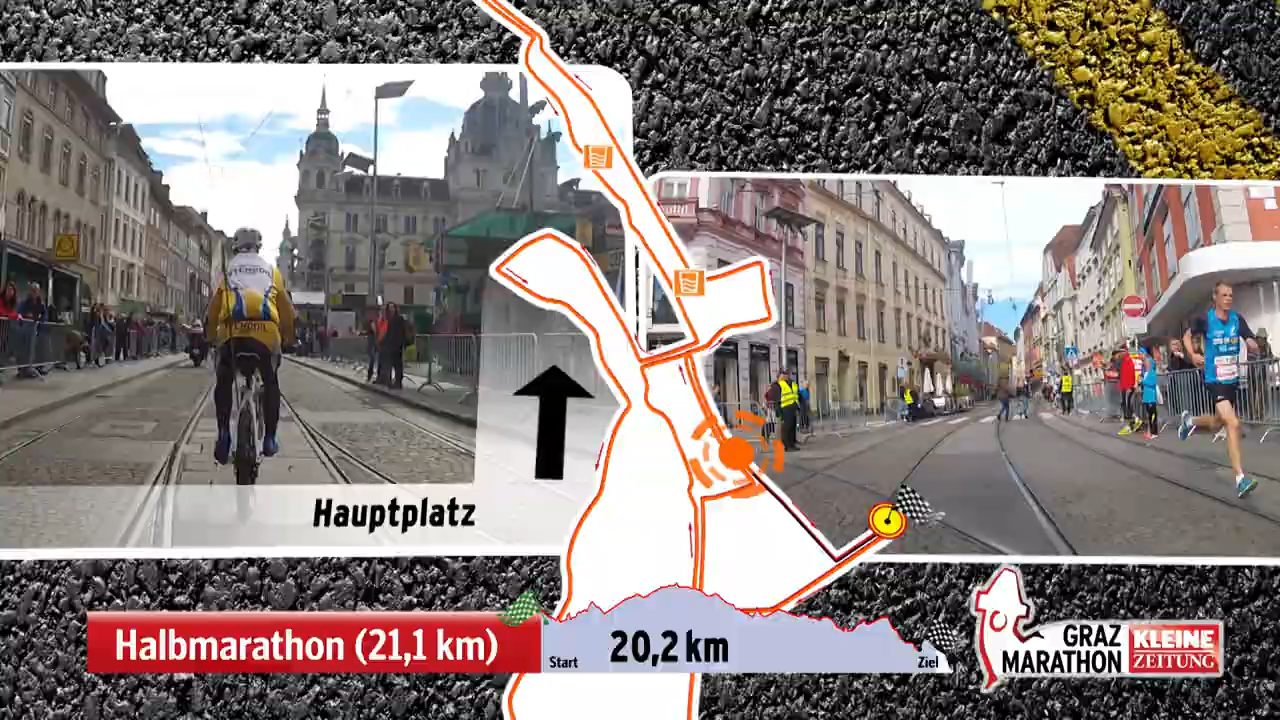 Hauptplatz
Halbmarathon (21,1 km)
Start
20,2 km
Ziel
GRAZ
MARATHON
KLEINE
ZEITUNG